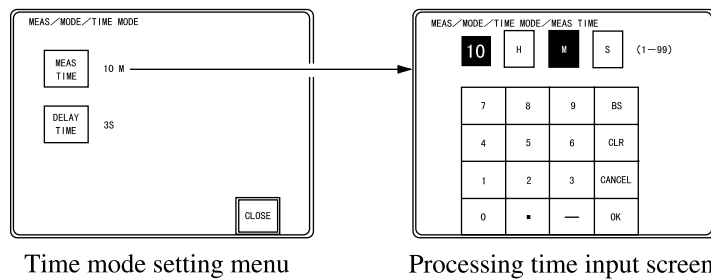 MEAS/MODE/TIME MODE
MEAS
TIME
10 M
DELAY
TIME
3S
CLOSE
Time mode setting menu
MEAS/MODE/TIME MODE/MEAS TIME
10 H M S (1-99)
7 8 9 BS
4 5 6 CLR
1 2 3 CANCEL
0 . — OK
Processing time input screen